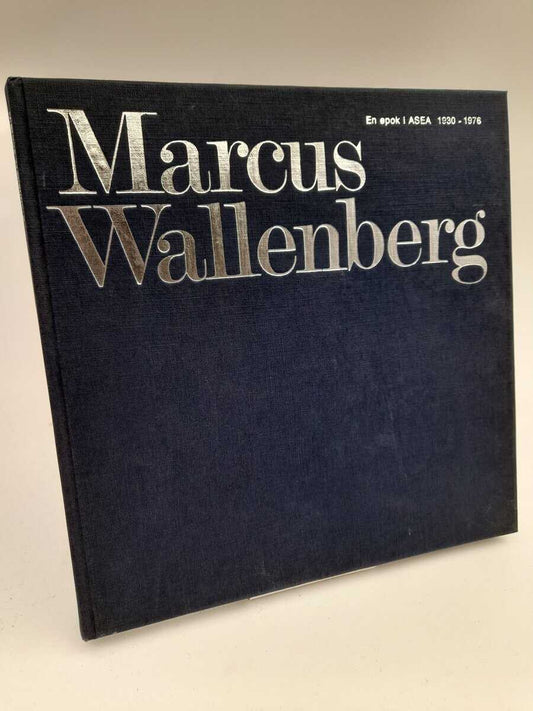 En epok i ASEA 1930 - 1976
Marcus
Wallenberg